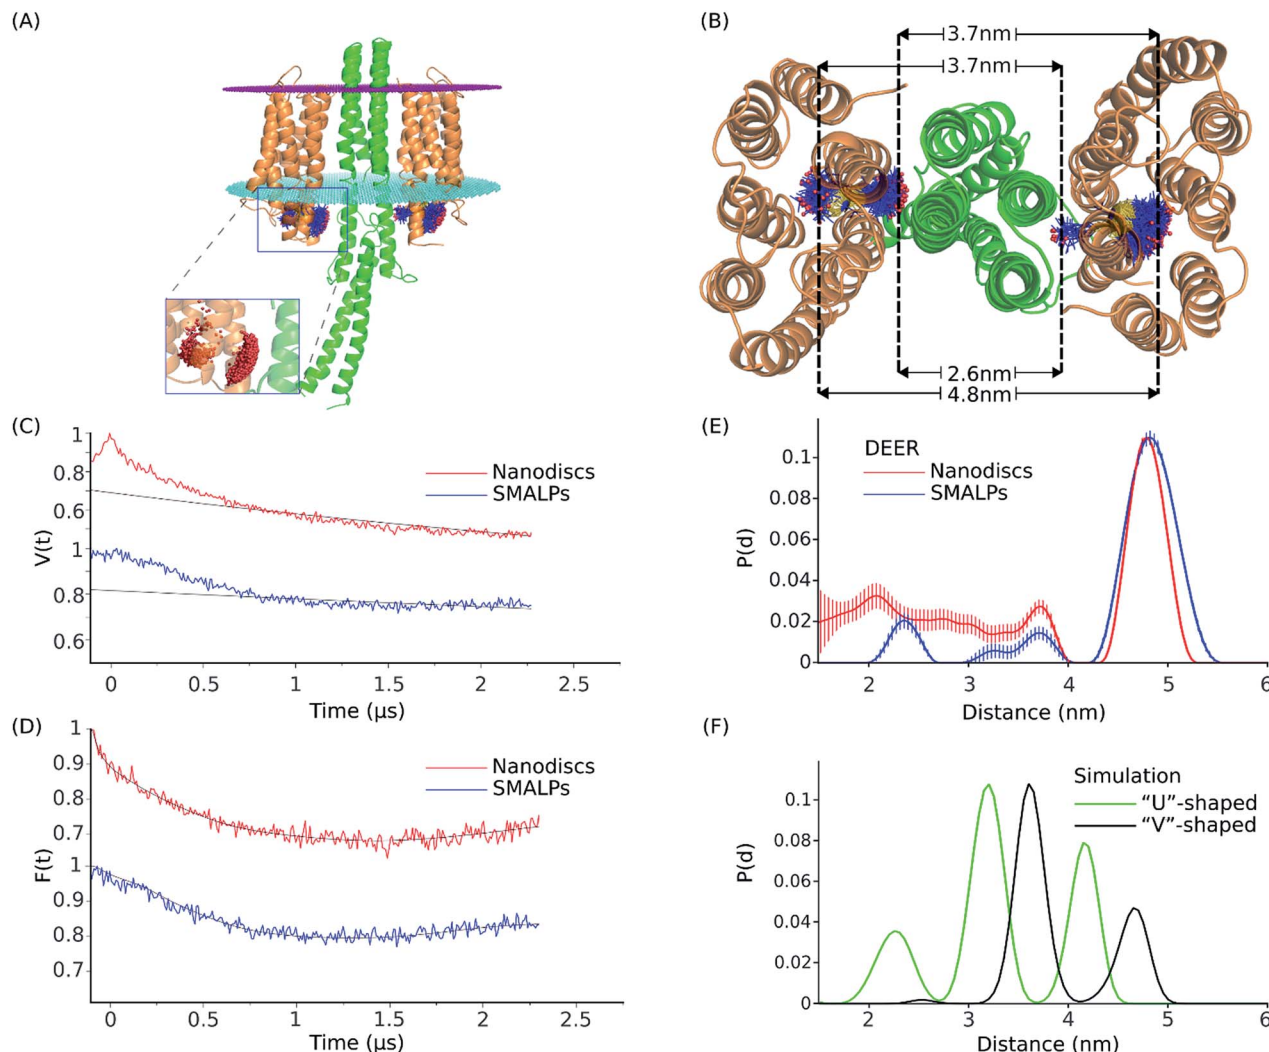 (A)
(B)
3.7nm
3.7nm
2.6nm
4.8nm
(C)
1
0.8
0.6
1
0.8
0.6
V(t)
Nanodiscs
SMALPs
0 0.5 1 1.5 2 2.5
Time (µs)
(E)
0.1
0.08
0.06
0.04
0.02
0
P(d)
DEER
Nanodiscs
SMALPs
2 3 4 5 6
Distance (nm)
(D)
1
0.9
0.8
0.7
1
0.9
0.8
0.7
F(t)
Nanodiscs
SMALPs
0 0.5 1 1.5 2 2.5
Time (µs)
(F)
0.1
0.08
0.06
0.04
0.02
0
P(d)
Simulation
“U”-shaped
“V”-shaped
2 3 4 5 6
Distance (nm)